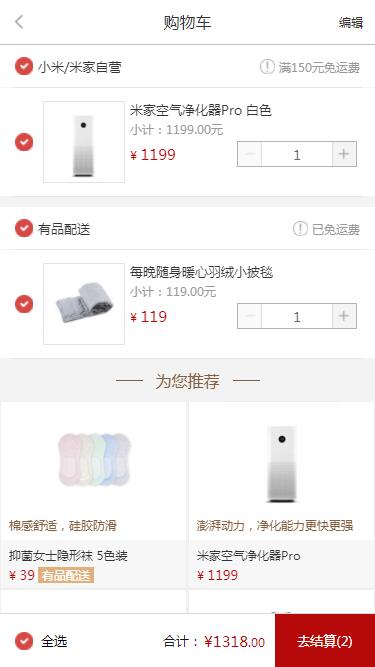 购物车
编辑
小米/米家自营
满150元免运费
米家空气净化器Pro 白色
小计：1199.00元
¥ 1199
1
有品配送
已免运费
每晚随身暖心羽绒小披毯
小计：119.00元
¥ 119
1
为您推荐
棉感舒适，硅胶防滑
澎湃动力，净化能力更快更强
抑菌女士隐形袜 5色装
米家空气净化器Pro
¥ 39 有品配送
¥ 1199
全选
合计：¥1318.00
去结算(2)